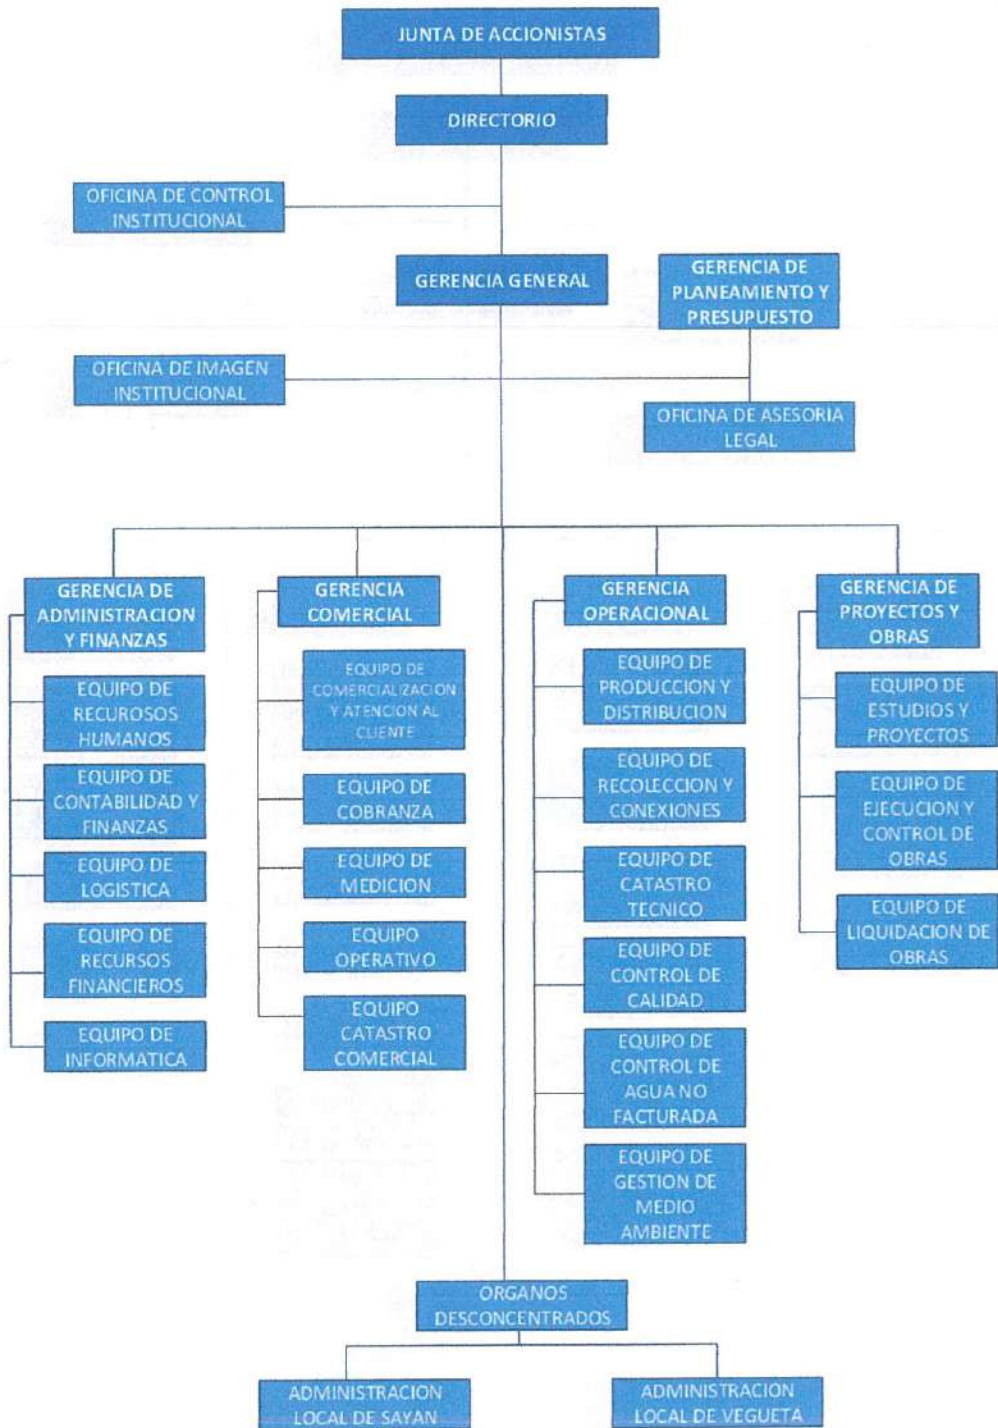 JUNTA DE ACCIONISTAS
DIRECTORIO
OFICINA DE CONTROL
INSTITUCIONAL
GERENCIA GENERAL
GERENCIA DE
PLANEAMIENTO Y
PRESUPUESTO
OFICINA DE IMAGEN
INSTITUCIONAL
OFICINA DE ASESORIA
LEGAL
GERENCIA DE
ADMINISTRACION
Y FINANZAS
EQUIPO DE
RECUROSOS
HUMANOS
EQUIPO DE
CONTABILIDAD Y
FINANZAS
EQUIPO DE
LOGISTICA
EQUIPO DE
RECURSOS
FINANCIEROS
EQUIPO DE
INFORMATICA
GERENCIA
COMERCIAL
EQUIPO DE
COMERCIALIZACION
Y ATENCION AL
CLIENTE
EQUIPO DE
COBRANZA
EQUIPO DE
MEDICION
EQUIPO
OPERATIVO
EQUIPO
CATASTRO
COMERCIAL
GERENCIA
OPERACIONAL
EQUIPO DE
PRODUCCION Y
DISTRIBUCION
EQUIPO DE
RECOLECCION Y
CONEXIONES
EQUIPO DE
CATASTRO
TECNICO
EQUIPO DE
CONTROL DE
CALIDAD
EQUIPO DE
CONTROL DE
AGUA NO
FACTURADA
EQUIPO DE
GESTION DE
MEDIO
AMBIENTE
GERENCIA DE
PROYECTOS Y
OBRAS
EQUIPO DE
ESTUDIOS Y
PROYECTOS
EQUIPO DE
EJECUCION Y
CONTROL DE
OBRAS
EQUIPO DE
LIQUIDACION DE
OBRAS
ORGANOS
DESCONCENTRADOS
ADMINISTRACION
LOCAL DE SAYAN
ADMINISTRACION
LOCAL DE VEGUETA